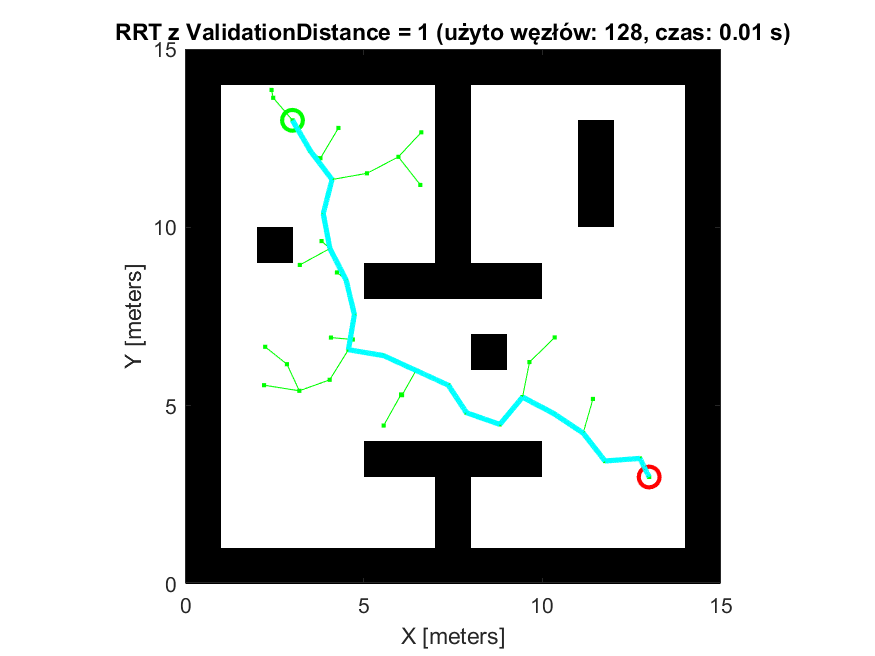 RRT z ValidationDistance = 1 (użyto węzłów: 128, czas: 0.01 s)
15
10
Y [meters]
5
0
0 5 10 15
X [meters]